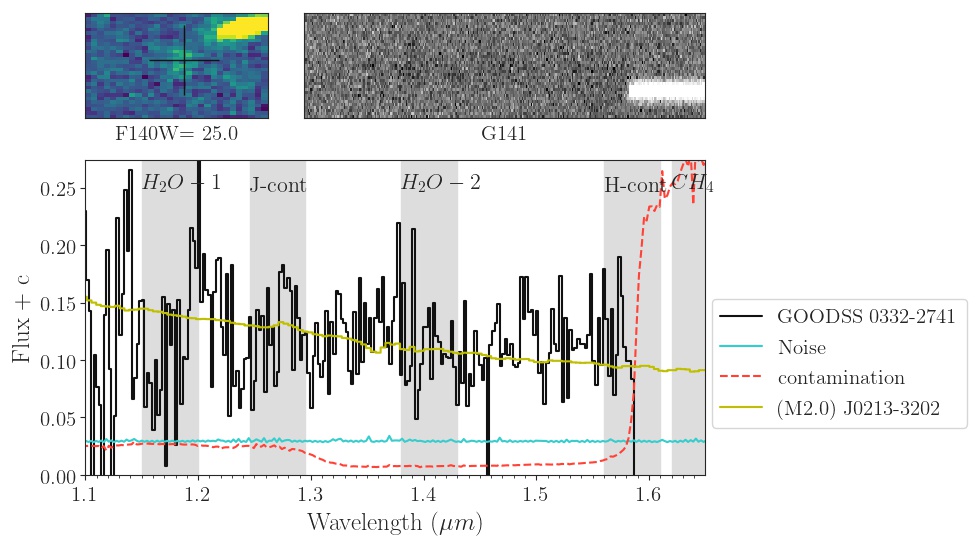 F140W= 25.0
G141
H₂O − 1
J-cont
H₂O − 2
H-cont
CH₄
0.25
0.20
0.15
0.10
0.05
0.00
Flux + c
1.1
1.2
1.3
1.4
1.5
1.6
Wavelength (μm)
GOODSS 0332-2741
Noise
contamination
(M2.0) J0213-3202